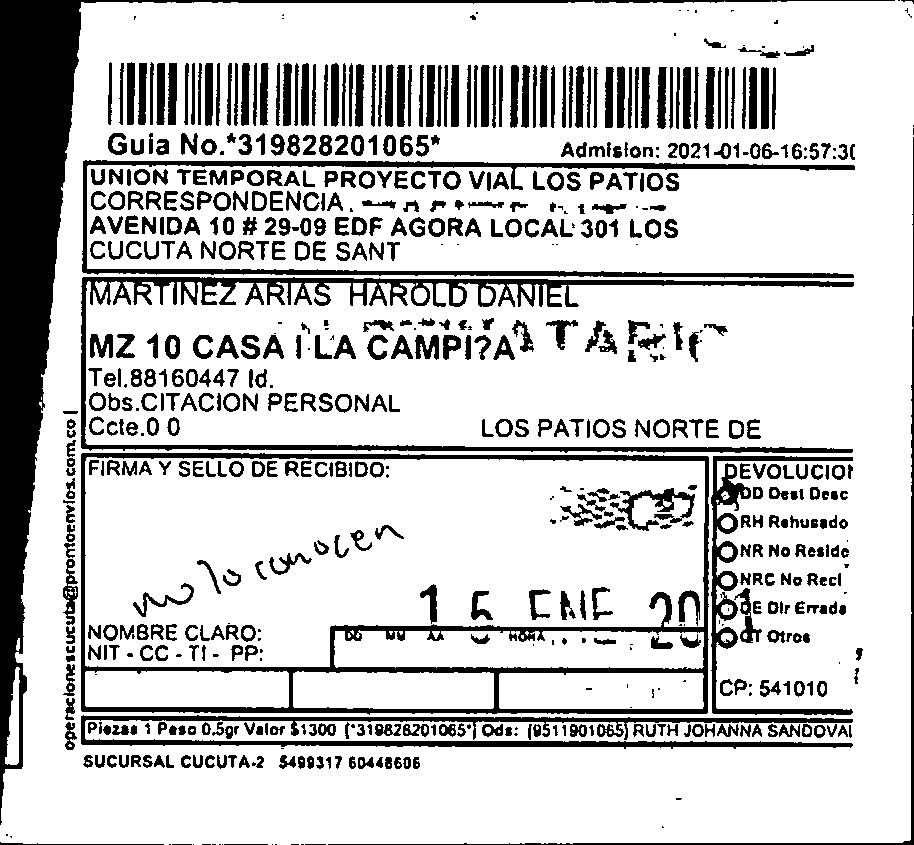 Guia No.*319828201065*
Admision: 2021-01-06-16:57:30
UNION TEMPORAL PROYECTO VIAL LOS PATIOS
CORRESPONDENCIA.
AVENIDA 10 # 29-09 EDF AGORA LOCAL 301 LOS
CUCUTA NORTE DE SANT
MARTINEZ ARIAS HAROLD DANIEL
MZ 10 CASA I LA CAMPI?A
Tel.88160447 Id.
Obs.CITACION PERSONAL
Ccte.0 0
LOS PATIOS NORTE DE
operacionescucuta@prontoenvios.com.co |
FIRMA Y SELLO DE RECIBIDO:
no lo conocen
15 ENE 20
NOMBRE CLARO:
NIT - CC - TI - PP:
DD MM AA HORA
DEVOLUCION
DD Dest Desc
RH Rehusado
NR No Reside
NRC No Recl
DE Dir Errada
OT Otros
CP: 541010
Piezas 1 Peso 0.5gr Valor $1300 (*319828201065*) Ods: (9511901065) RUTH JOHANNA SANDOVAL
SUCURSAL CUCUTA-2 5499317 60448606